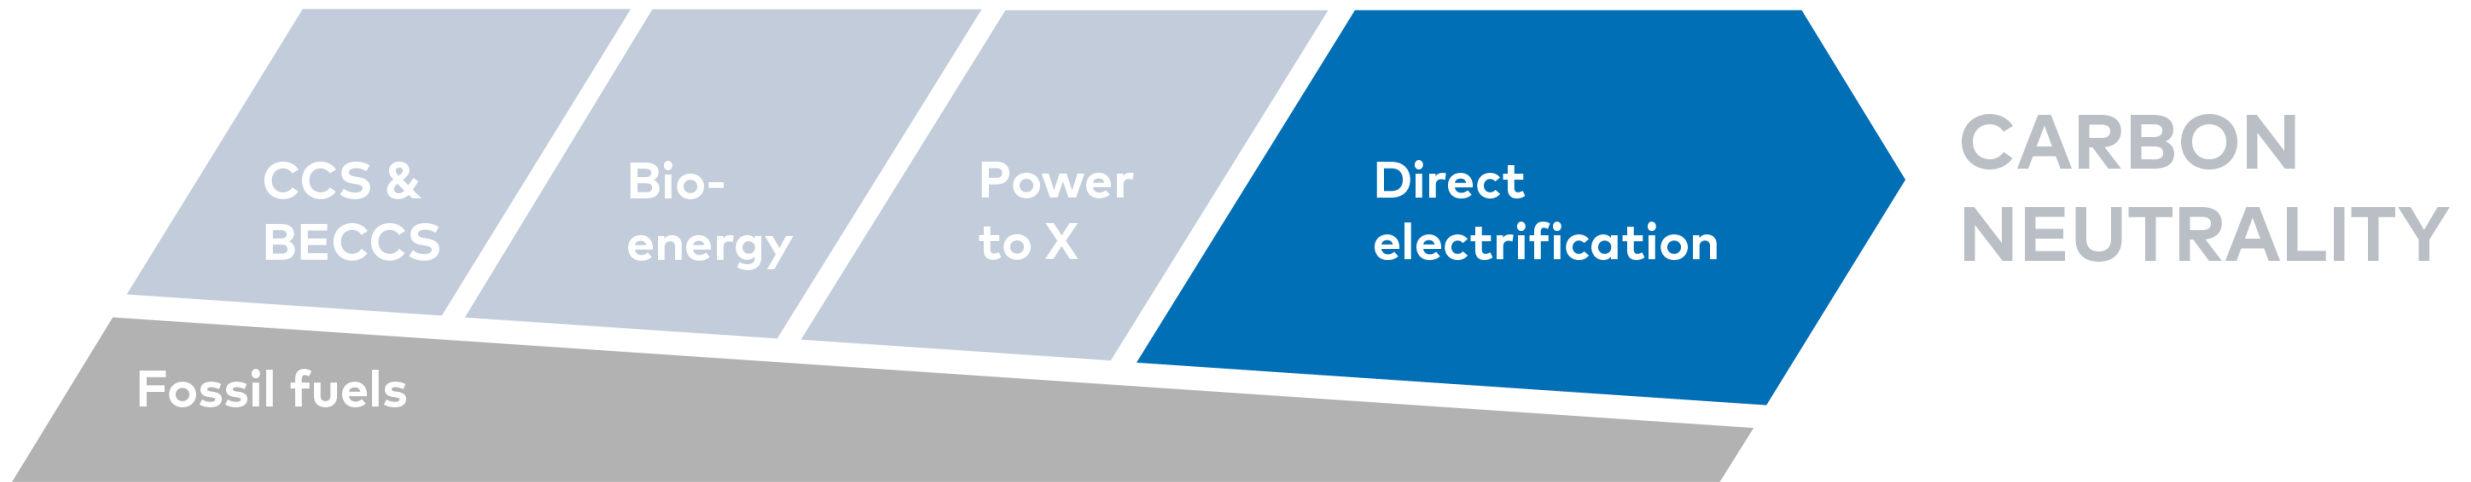 CCS &
BECCS
Bio-
energy
Power
to X
Direct
electrification
CARBON
NEUTRALITY
Fossil fuels